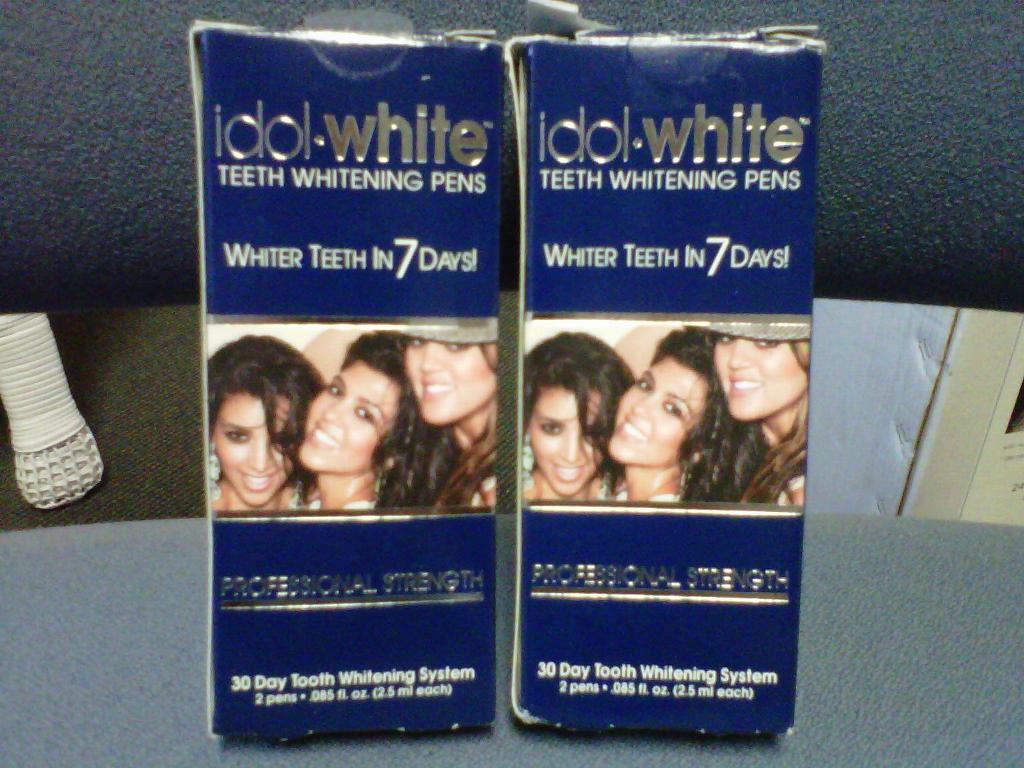 idol·white™
TEETH WHITENING PENS
WHITER TEETH IN 7 DAYS!
PROFESSIONAL STRENGTH
30 Day Tooth Whitening System
2 pens • .085 fl. oz. (2.5 ml each)
idol·white™
TEETH WHITENING PENS
WHITER TEETH IN 7 DAYS!
PROFESSIONAL STRENGTH
30 Day Tooth Whitening System
2 pens • .085 fl. oz. (2.5 ml each)